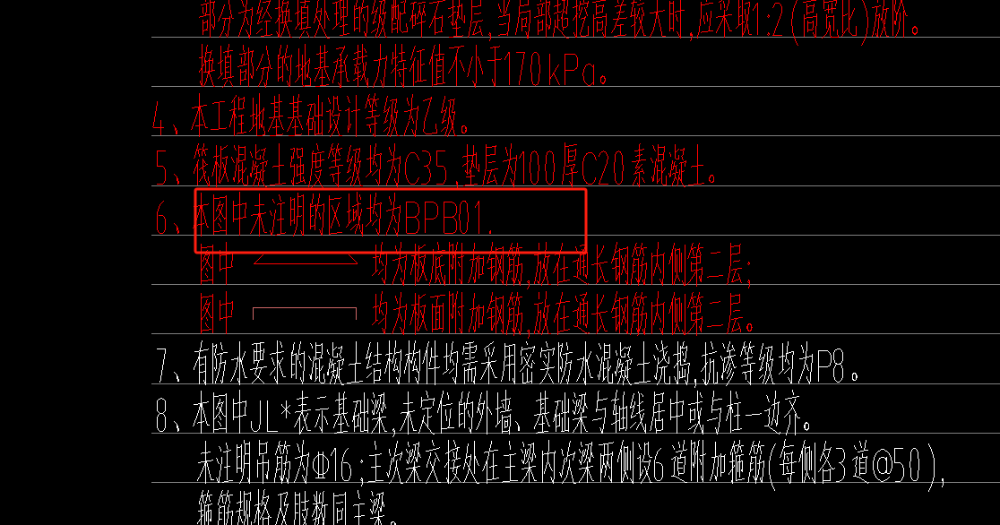 部分为经换填处理的级配碎石垫层,当局部超挖高差较大时,应采取1:2(高宽比)放阶。
换填部分的地基承载力特征值不小于170kPa。
4、本工程地基基础设计等级为乙级。
5、筏板混凝土强度等级均为C35,垫层为100厚C20素混凝土。
6、本图中未注明的区域均为BPB01.
图中 均为板底附加钢筋,放在通长钢筋内侧第二层;
图中 均为板面附加钢筋,放在通长钢筋内侧第二层。
7、有防水要求的混凝土结构构件均需采用密实防水混凝土浇捣,抗渗等级均为P8。
8、本图中JL*表示基础梁,未定位的外墙、基础梁与轴线居中或与柱一边齐。
未注明吊筋为Φ16;主次梁交接处在主梁内次梁两侧设6道附加箍筋(每侧各3道@50),
箍筋规格及肢数同主梁。